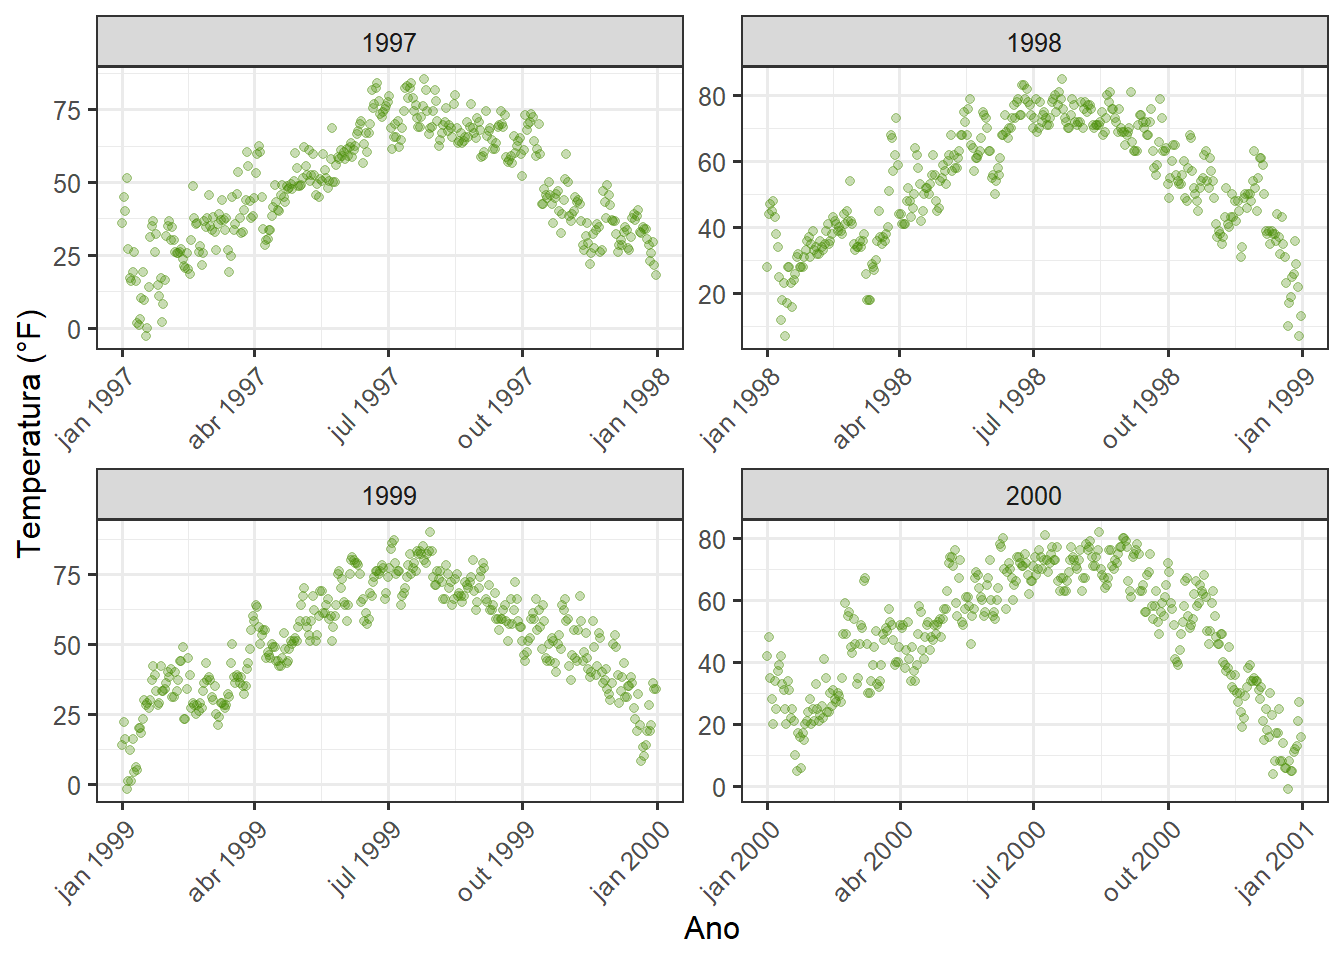 1997
1998
75
50
25
0
80
60
40
20
jan 1997
abr 1997
jul 1997
out 1997
jan 1998
jan 1998
abr 1998
jul 1998
out 1998
jan 1999
Temperatura (°F)
1999
2000
75
50
25
0
80
60
40
20
0
jan 1999
abr 1999
jul 1999
out 1999
jan 2000
jan 2000
abr 2000
jul 2000
out 2000
jan 2001
Ano